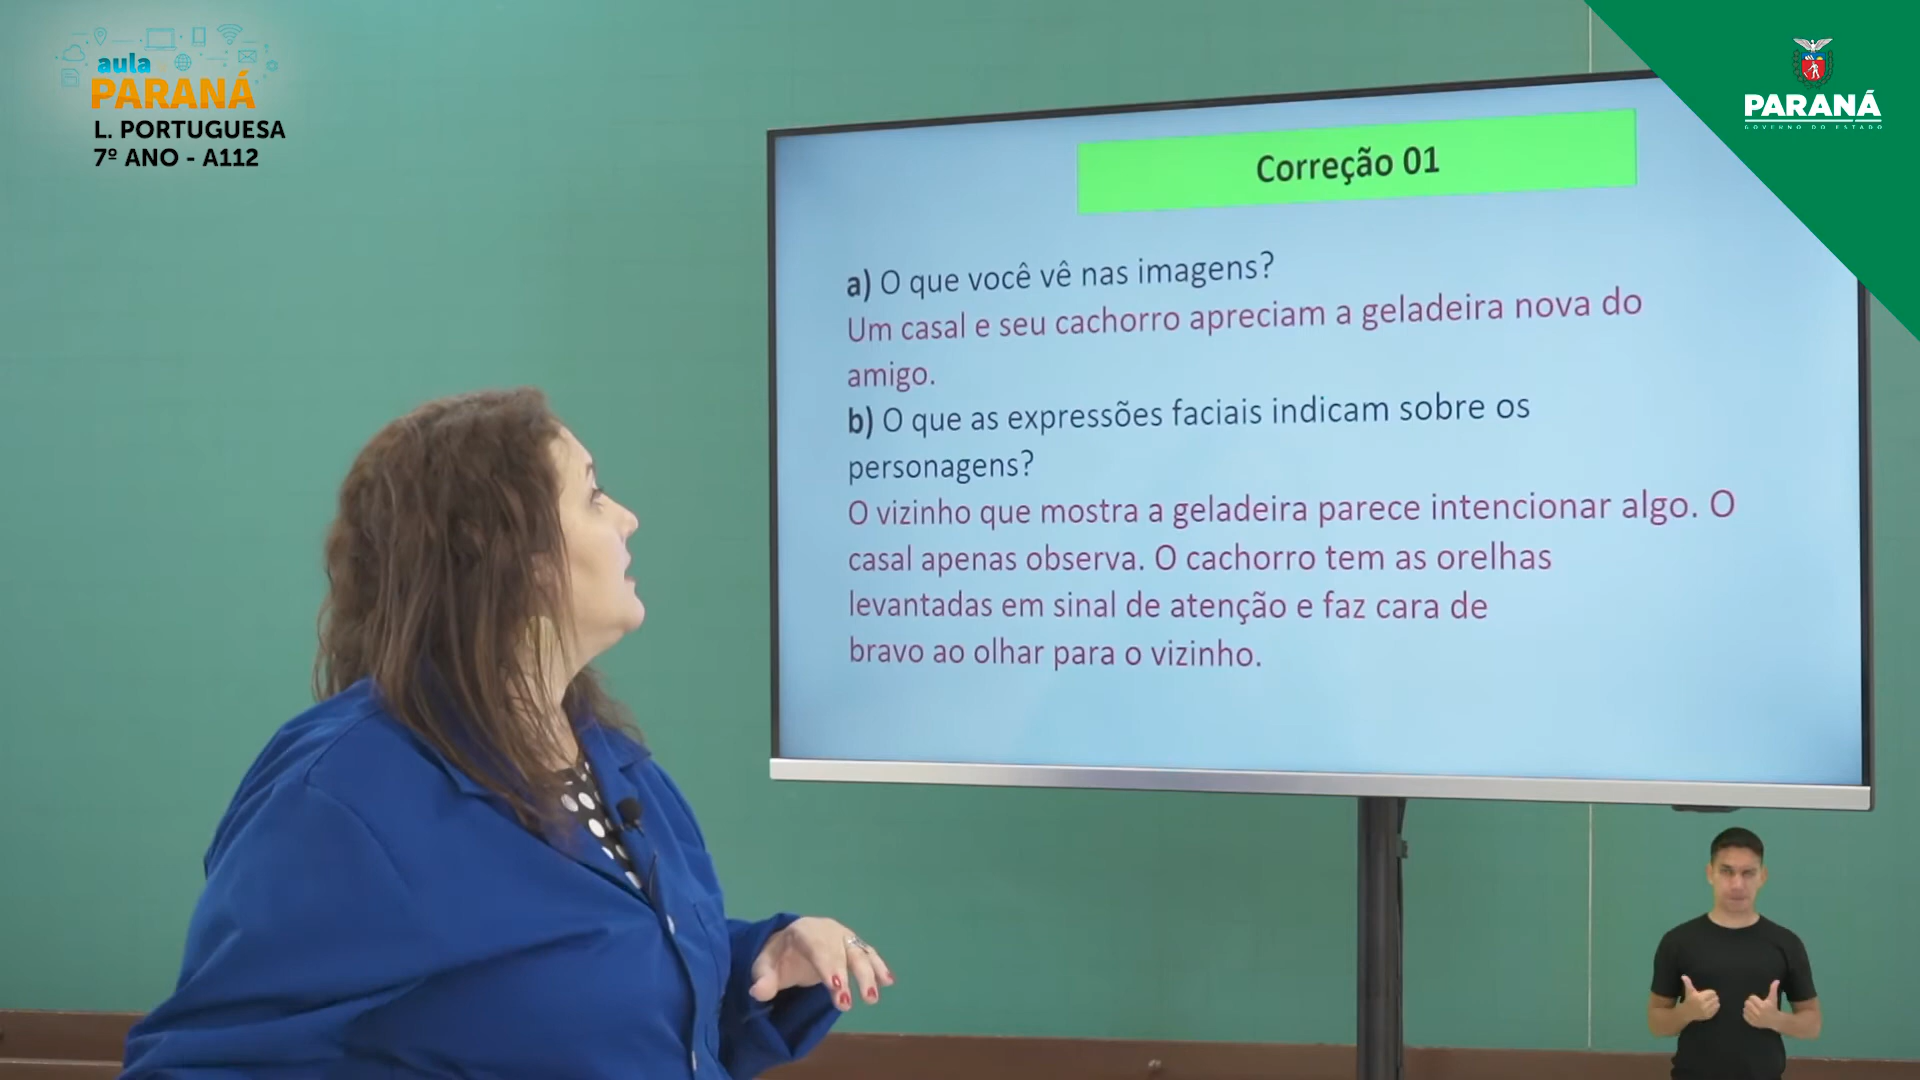 aula
PARANÁ
L. PORTUGUESA
7º ANO - A112
PARANÁ
GOVERNO DO ESTADO
Correção 01
a) O que você vê nas imagens?
Um casal e seu cachorro apreciam a geladeira nova do
amigo.
b) O que as expressões faciais indicam sobre os
personagens?
O vizinho que mostra a geladeira parece intencionar algo. O
casal apenas observa. O cachorro tem as orelhas
levantadas em sinal de atenção e faz cara de
bravo ao olhar para o vizinho.